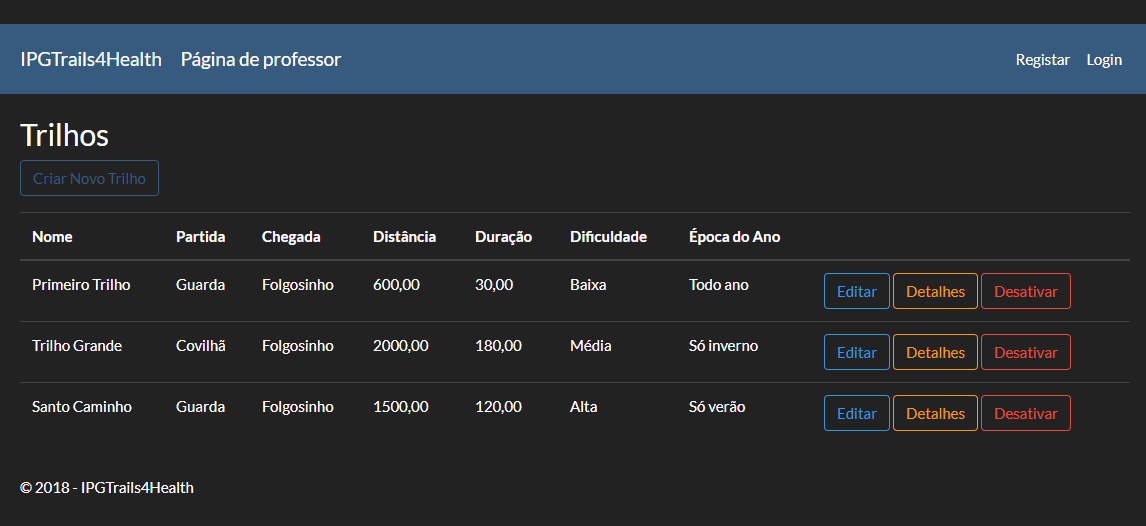 IPGTrails4Health Página de professor Registar Login
Trilhos
Criar Novo Trilho
Nome Partida Chegada Distância Duração Dificuldade Época do Ano
Primeiro Trilho Guarda Folgosinho 600,00 30,00 Baixa Todo ano Editar Detalhes Desativar
Trilho Grande Covilhã Folgosinho 2000,00 180,00 Média Só inverno Editar Detalhes Desativar
Santo Caminho Guarda Folgosinho 1500,00 120,00 Alta Só verão Editar Detalhes Desativar
© 2018 - IPGTrails4Health